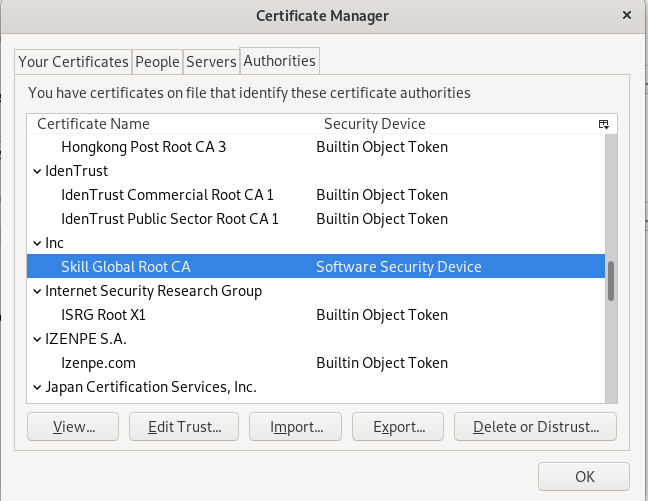 Certificate Manager
Your Certificates People Servers Authorities
You have certificates on file that identify these certificate authorities
Certificate Name Security Device
Hongkong Post Root CA 3 Builtin Object Token
IdenTrust
IdenTrust Commercial Root CA 1 Builtin Object Token
IdenTrust Public Sector Root CA 1 Builtin Object Token
Inc
Skill Global Root CA Software Security Device
Internet Security Research Group
ISRG Root X1 Builtin Object Token
IZENPE S.A.
Izenpe.com Builtin Object Token
Japan Certification Services, Inc.
View... Edit Trust... Import... Export... Delete or Distrust...
OK